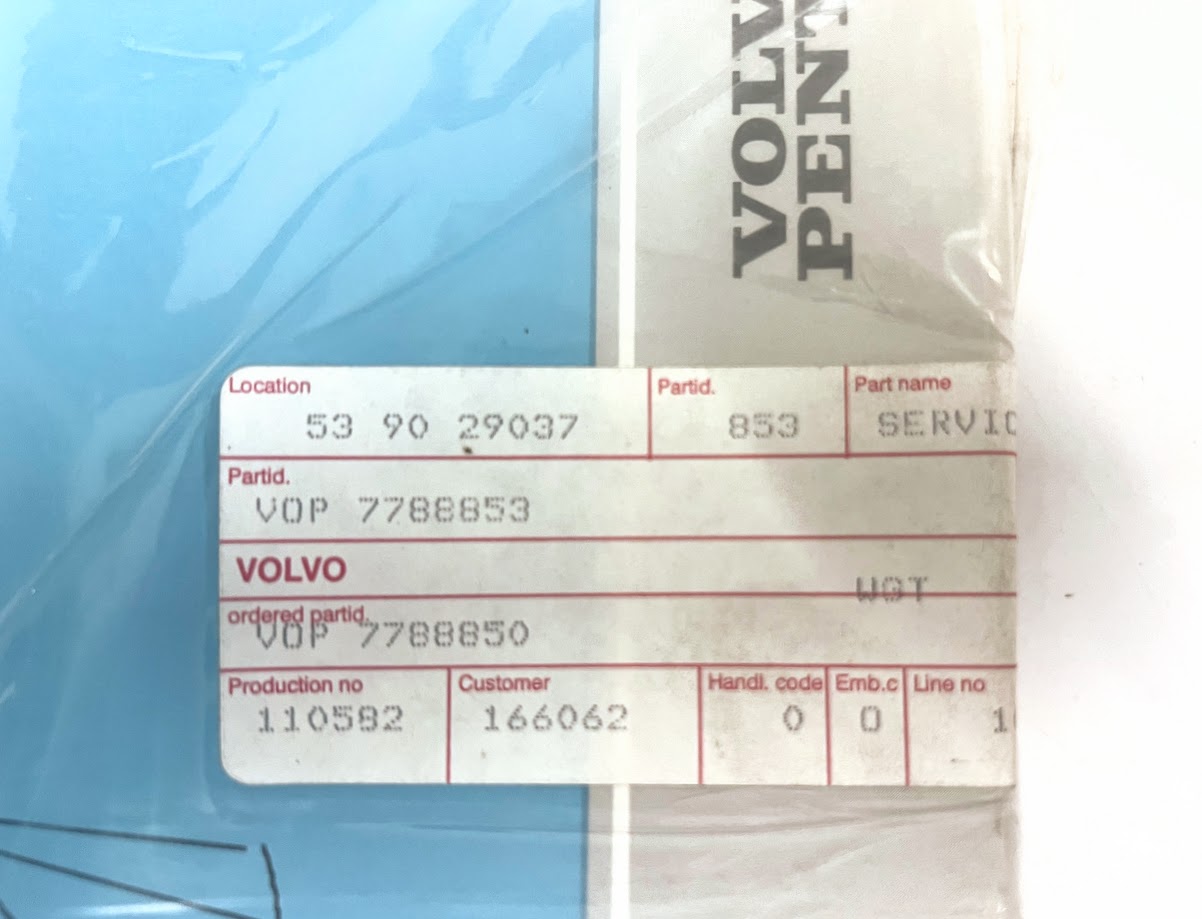 VOLV
PENT
Location
53 90 29037
Partid.
853
Part name
SERVIC
Partid.
VOP 7788853
VOLVO
WGT
ordered partid.
VOP 7788850
Production no
110582
Customer
166062
Handl. code
0
Emb.c
0
Line no
1